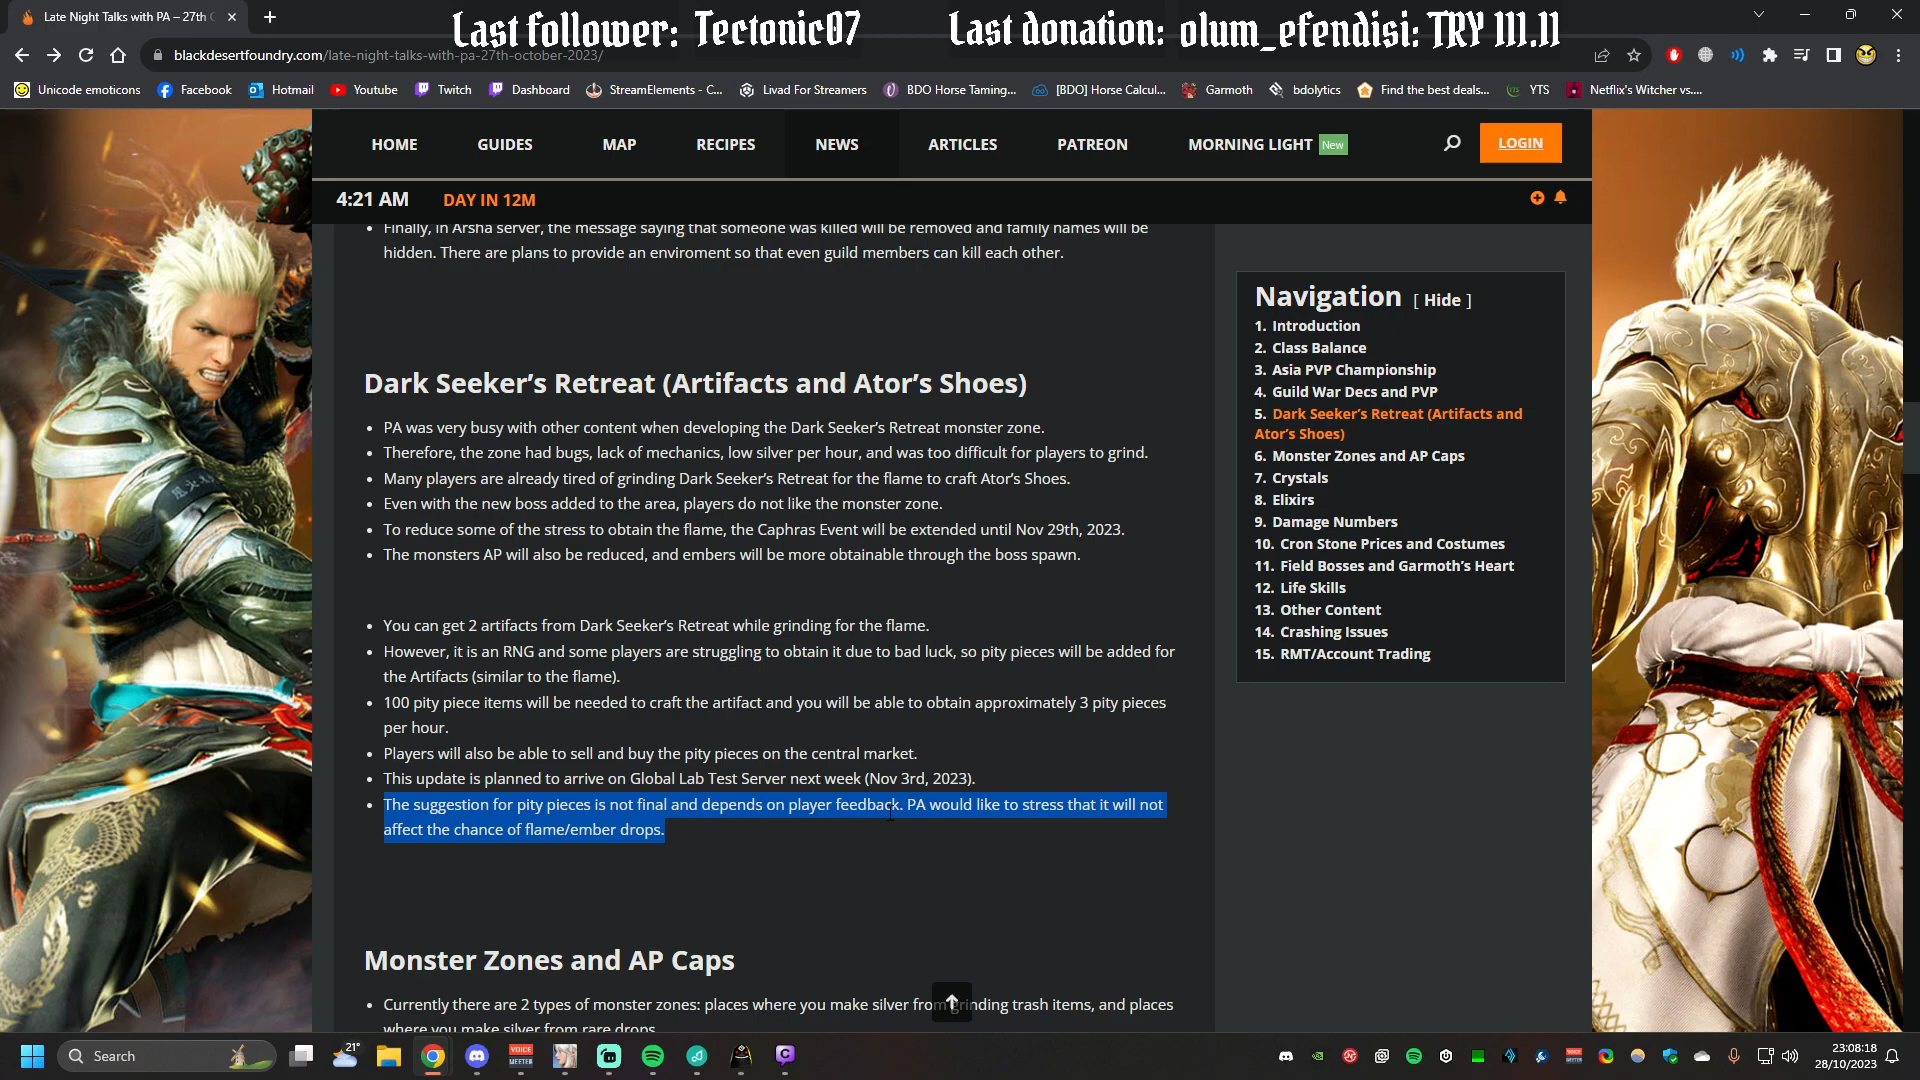 Late Night Talks with PA – 27th
Last follower: Tectonic07
Last donation: olum_efendisi: TRY 111.11
blackdesertfoundry.com/late-night-talks-with-pa-27th-october-2023/
Unicode emoticons
Facebook
Hotmail
Youtube
Twitch
Dashboard
StreamElements - C...
Livad For Streamers
BDO Horse Taming...
[BDO] Horse Calcul...
Garmoth
bdolytics
Find the best deals...
YTS
Netflix's Witcher vs....
HOME
GUIDES
MAP
RECIPES
NEWS
ARTICLES
PATREON
MORNING LIGHT New
LOGIN
4:21 AM
DAY IN 12M
Finally, in Arsha server, the message saying that someone was killed will be removed and family names will be
hidden. There are plans to provide an enviroment so that even guild members can kill each other.
Dark Seeker's Retreat (Artifacts and Ator's Shoes)
PA was very busy with other content when developing the Dark Seeker's Retreat monster zone.
Therefore, the zone had bugs, lack of mechanics, low silver per hour, and was too difficult for players to grind.
Many players are already tired of grinding Dark Seeker's Retreat for the flame to craft Ator's Shoes.
Even with the new boss added to the area, players do not like the monster zone.
To reduce some of the stress to obtain the flame, the Caphras Event will be extended until Nov 29th, 2023.
The monsters AP will also be reduced, and embers will be more obtainable through the boss spawn.
You can get 2 artifacts from Dark Seeker's Retreat while grinding for the flame.
However, it is an RNG and some players are struggling to obtain it due to bad luck, so pity pieces will be added for
the Artifacts (similar to the flame).
100 pity piece items will be needed to craft the artifact and you will be able to obtain approximately 3 pity pieces
per hour.
Players will also be able to sell and buy the pity pieces on the central market.
This update is planned to arrive on Global Lab Test Server next week (Nov 3rd, 2023).
The suggestion for pity pieces is not final and depends on player feedback. PA would like to stress that it will not
affect the chance of flame/ember drops.
Monster Zones and AP Caps
Currently there are 2 types of monster zones: places where you make silver from grinding trash items, and places
where you make silver from rare drops
Navigation [ Hide ]
1. Introduction
2. Class Balance
3. Asia PVP Championship
4. Guild War Decs and PVP
5. Dark Seeker's Retreat (Artifacts and
Ator's Shoes)
6. Monster Zones and AP Caps
7. Crystals
8. Elixirs
9. Damage Numbers
10. Cron Stone Prices and Costumes
11. Field Bosses and Garmoth's Heart
12. Life Skills
13. Other Content
14. Crashing Issues
15. RMT/Account Trading
Search
21°
VOICE
MEETER
23:08:18
28/10/2023